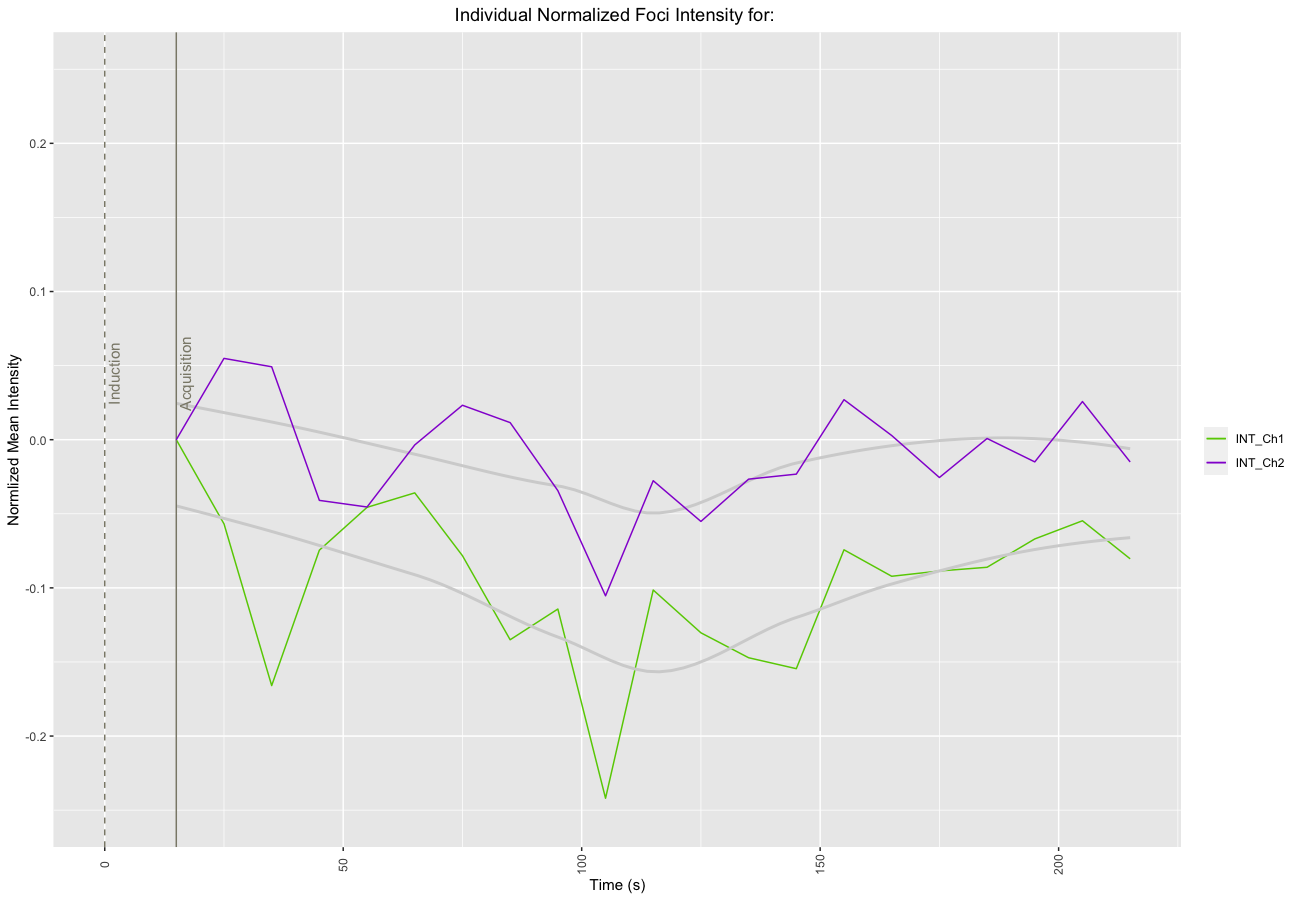 Individual Normalized Foci Intensity for:
Normlized Mean Intensity
0.2
0.1
0.0
-0.1
-0.2
Induction
Acquisition
0
50
100
150
200
Time (s)
INT_Ch1
INT_Ch2